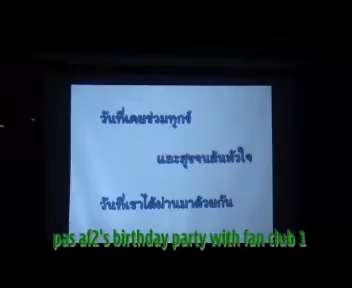 วันที่เคยร่วมทุกข์
และสุขจนล้นหัวใจ
วันที่เราได้ผ่านมาด้วยกัน
pas af2's birthday party with fan club 1